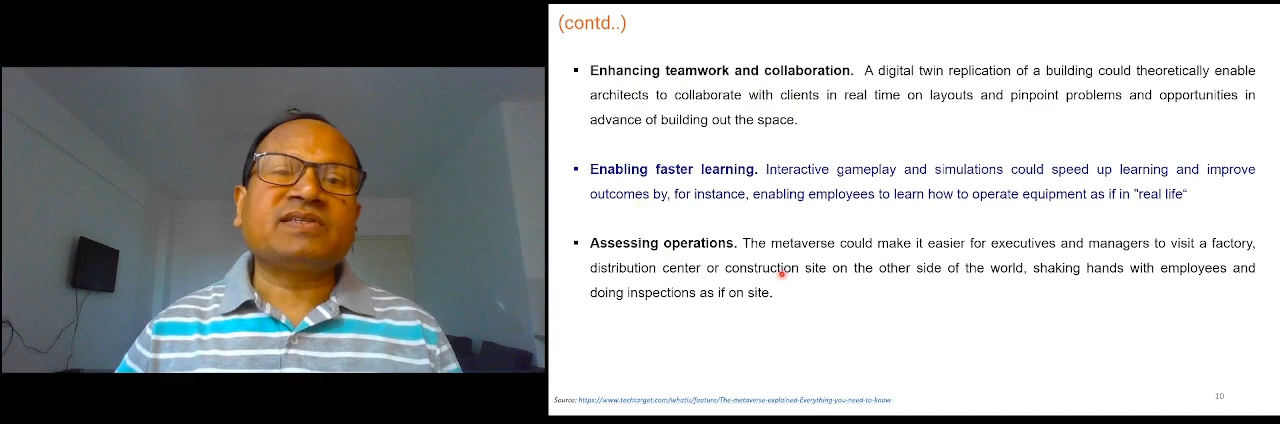 (contd..)
▪ Enhancing teamwork and collaboration. A digital twin replication of a building could theoretically enable
architects to collaborate with clients in real time on layouts and pinpoint problems and opportunities in
advance of building out the space.
▪ Enabling faster learning. Interactive gameplay and simulations could speed up learning and improve
outcomes by, for instance, enabling employees to learn how to operate equipment as if in "real life“
▪ Assessing operations. The metaverse could make it easier for executives and managers to visit a factory,
distribution center or construction site on the other side of the world, shaking hands with employees and
doing inspections as if on site.
Source: https://www.techtarget.com/whatis/feature/The-metaverse-explained-Everything-you-need-to-know
10